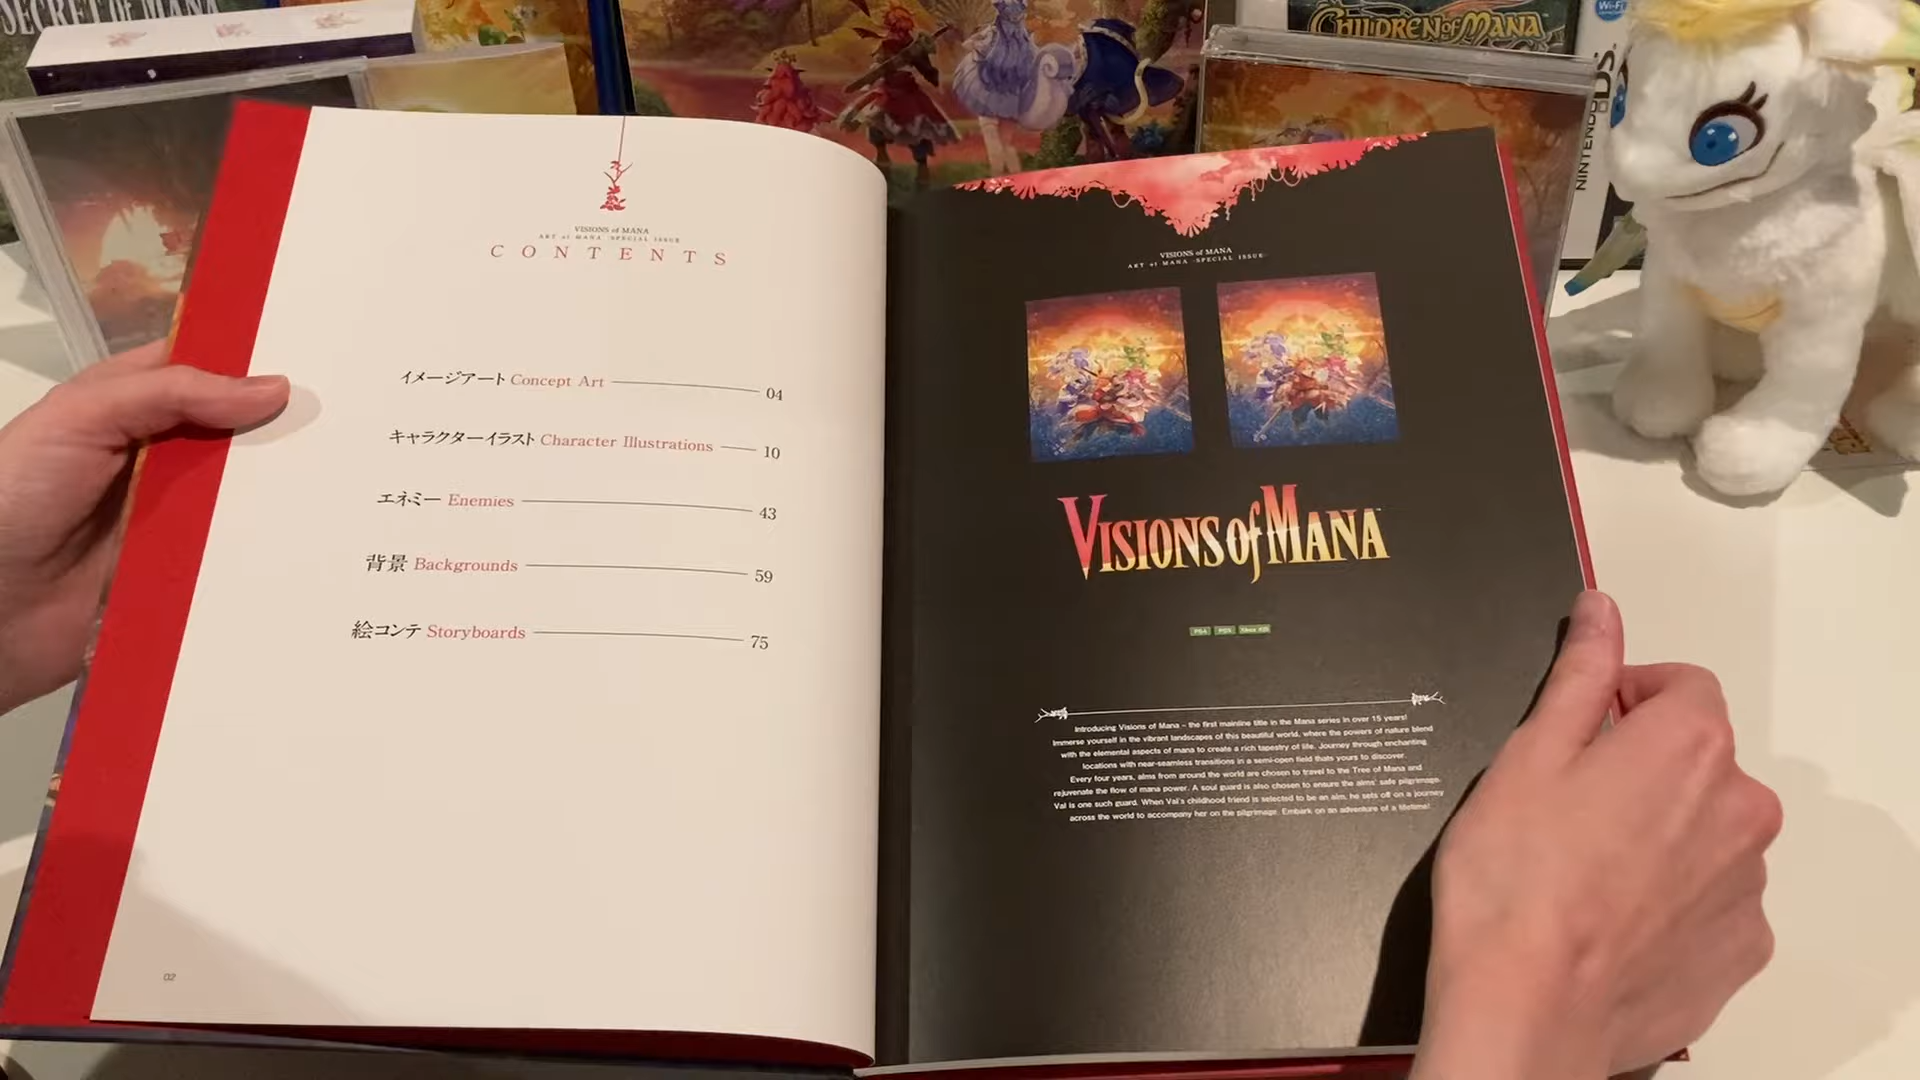 SECRET of MANA
CHILDREN of MANA
Wi-Fi
NINTENDO DS
VISIONS of MANA
ART of MANA SPECIAL ISSUE
CONTENTS
イメージアート Concept Art 04
キャラクターイラスト Character Illustrations 10
エネミー Enemies 43
背景 Backgrounds 59
絵コンテ Storyboards 75
02
VISIONS of MANA
ART of MANA SPECIAL ISSUE
VISIONS of MANA
PS4 PS5 Xbox X|S
Introducing Visions of Mana – the first mainline title in the Mana series in over 15 years!
Immerse yourself in the vibrant landscapes of this beautiful world, where the powers of nature blend
with the elemental aspects of mana to create a rich tapestry of life. Journey through enchanting
locations with near-seamless transitions in a semi-open field thats yours to discover.
Every four years, alms from around the world are chosen to travel to the Tree of Mana and
rejuvenate the flow of mana power. A soul guard is also chosen to ensure the alms' safe pilgrimage.
Val is one such guard. When Val's childhood friend is selected to be an alm, he sets off on a journey
across the world to accompany her on the pilgrimage. Embark on an adventure of a lifetime!